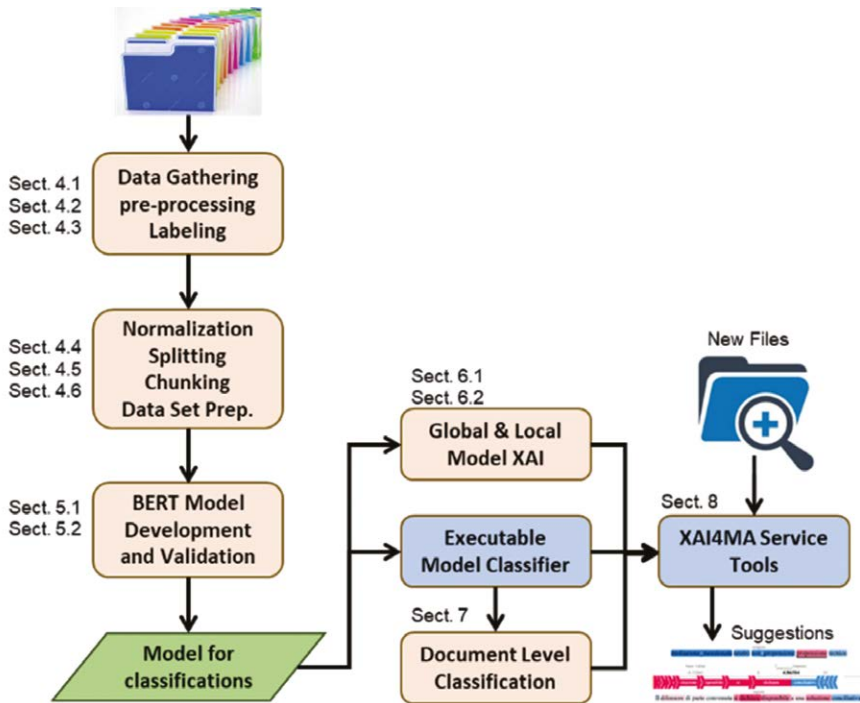 Sect. 4.1
Sect. 4.2
Sect. 4.3
Data Gathering
pre-processing
Labeling
Sect. 4.4
Sect. 4.5
Sect. 4.6
Normalization
Splitting
Chunking
Data Set Prep.
Sect. 5.1
Sect. 5.2
BERT Model
Development
and Validation
Model for
classifications
Sect. 6.1
Sect. 6.2
Global & Local
Model XAI
Executable
Model Classifier
Sect. 7
Document Level
Classification
New Files
Sect. 8
XAI4MA Service
Tools
Suggestions